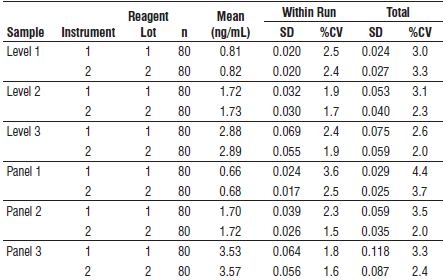 Reagent Mean Within Run Total
Sample Instrument Lot n (ng/mL) SD %CV SD %CV
Level 1 1 1 80 0.81 0.020 2.5 0.024 3.0
2 2 80 0.82 0.020 2.4 0.027 3.3
Level 2 1 1 80 1.72 0.032 1.9 0.053 3.1
2 2 80 1.73 0.030 1.7 0.040 2.3
Level 3 1 1 80 2.88 0.069 2.4 0.075 2.6
2 2 80 2.89 0.055 1.9 0.059 2.0
Panel 1 1 1 80 0.66 0.024 3.6 0.029 4.4
2 2 80 0.68 0.017 2.5 0.025 3.7
Panel 2 1 1 80 1.70 0.039 2.3 0.059 3.5
2 2 80 1.72 0.026 1.5 0.035 2.0
Panel 3 1 1 80 3.53 0.064 1.8 0.118 3.3
2 2 80 3.57 0.056 1.6 0.087 2.4